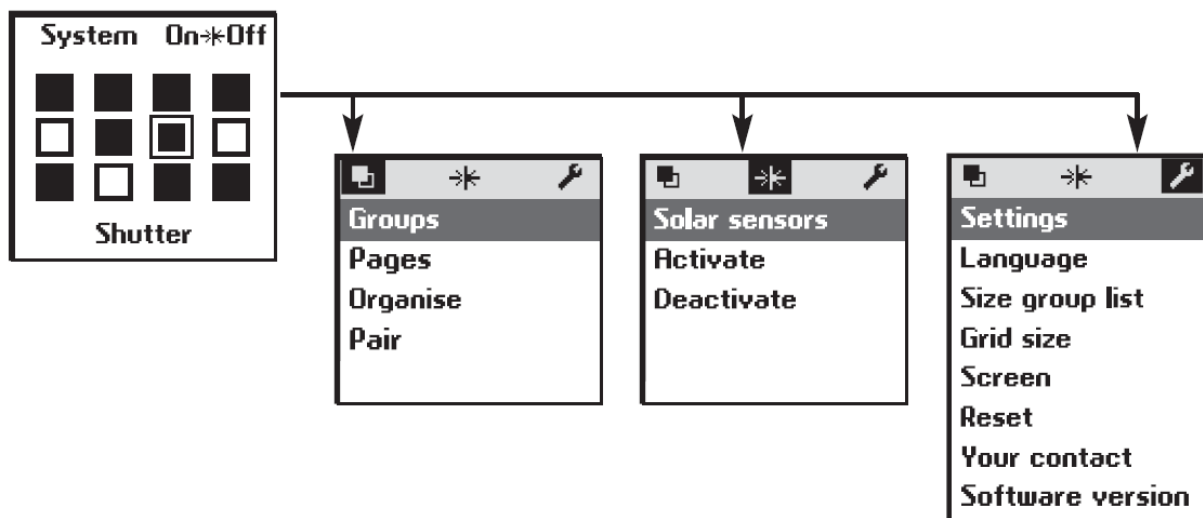 System On Off
Shutter
Groups
Pages
Organise
Pair
Solar sensors
Activate
Deactivate
Settings
Language
Size group list
Grid size
Screen
Reset
Your contact
Software version